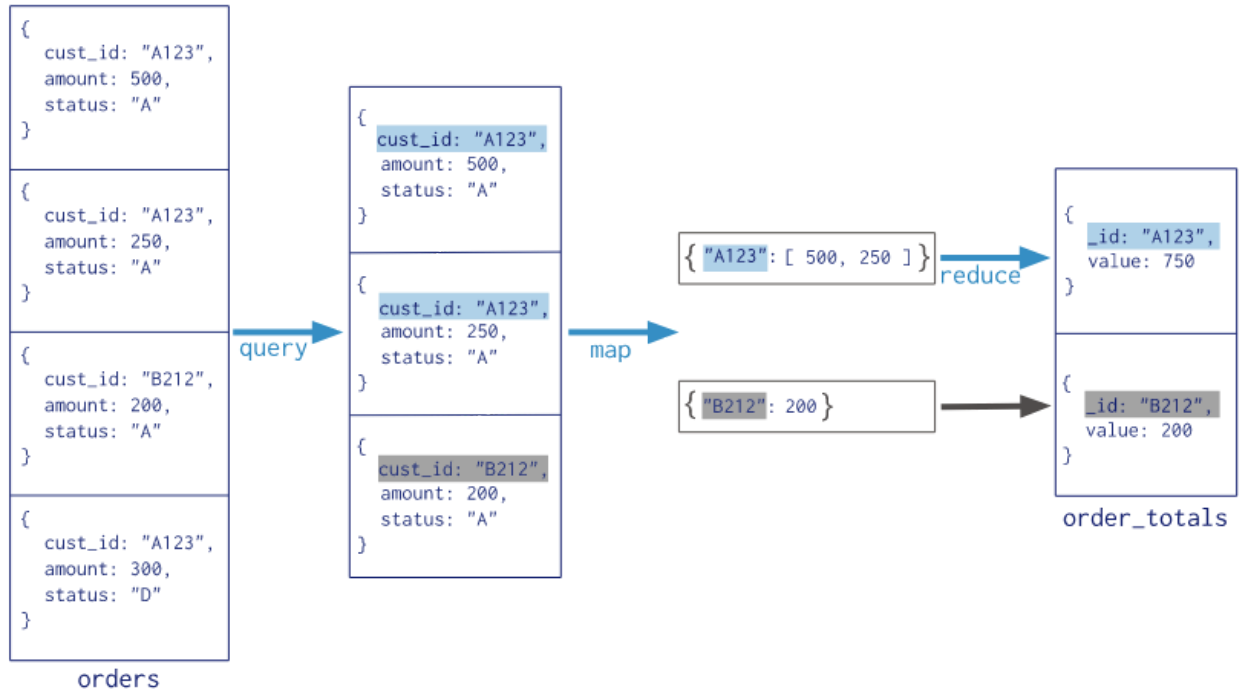 {
cust_id: "A123",
amount: 500,
status: "A"
}
{
cust_id: "A123",
amount: 250,
status: "A"
}
{
cust_id: "B212",
amount: 200,
status: "A"
}
{
cust_id: "A123",
amount: 300,
status: "D"
}
orders
query
{
cust_id: "A123",
amount: 500,
status: "A"
}
{
cust_id: "A123",
amount: 250,
status: "A"
}
{
cust_id: "B212",
amount: 200,
status: "A"
}
map
{ "A123": [ 500, 250 ] }
{ "B212": 200 }
reduce
{
_id: "A123",
value: 750
}
{
_id: "B212",
value: 200
}
order_totals